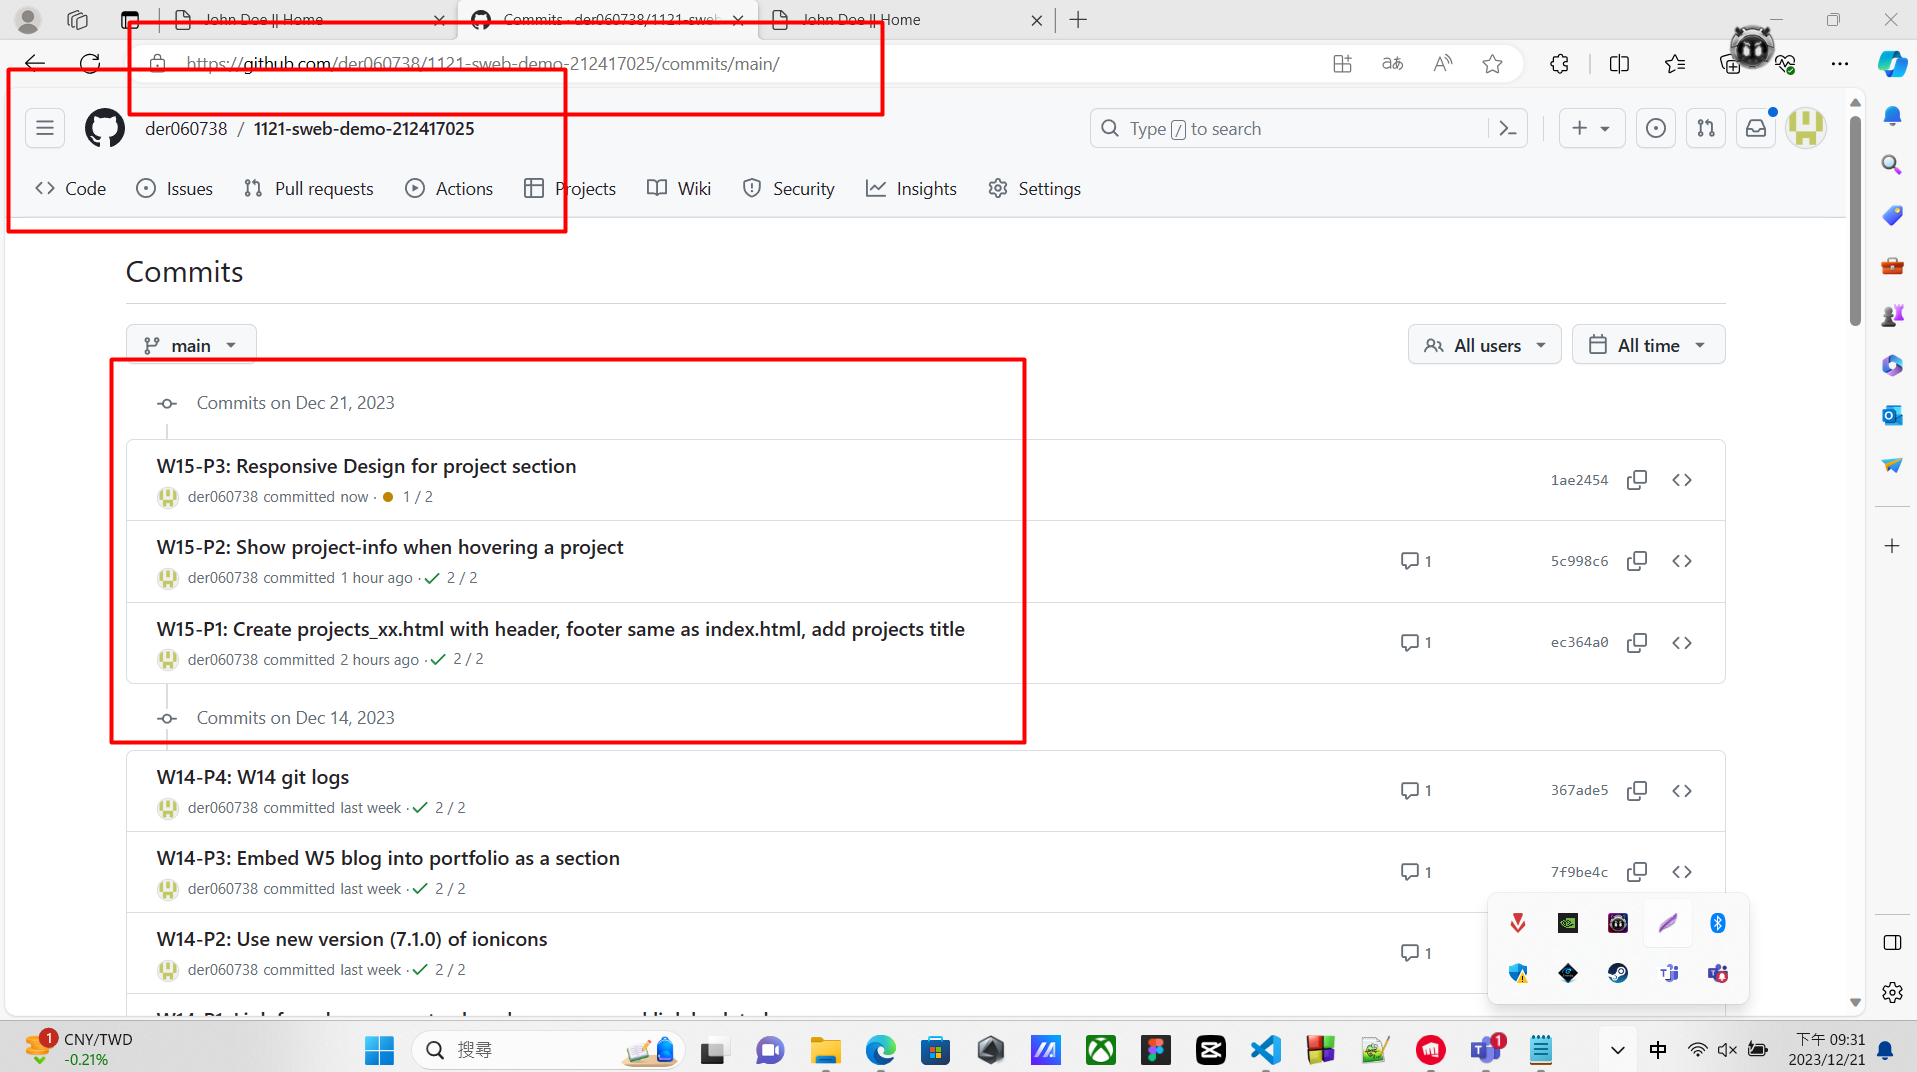 John Doe || Home
Commits · der060738/1121-sweb
John Doe || Home
https://github.com/der060738/1121-sweb-demo-212417025/commits/main/
der060738 / 1121-sweb-demo-212417025
Type / to search
Code Issues Pull requests Actions Projects Wiki Security Insights Settings
Commits
main
All users
All time
Commits on Dec 21, 2023
W15-P3: Responsive Design for project section
der060738 committed now · 1 / 2
1ae2454
W15-P2: Show project-info when hovering a project
der060738 committed 1 hour ago · 2 / 2
1
5c998c6
W15-P1: Create projects_xx.html with header, footer same as index.html, add projects title
der060738 committed 2 hours ago · 2 / 2
1
ec364a0
Commits on Dec 14, 2023
W14-P4: W14 git logs
der060738 committed last week · 2 / 2
1
367ade5
W14-P3: Embed W5 blog into portfolio as a section
der060738 committed last week · 2 / 2
1
7f9be4c
W14-P2: Use new version (7.1.0) of ionicons
der060738 committed last week · 2 / 2
1
1
CNY/TWD
-0.21%
搜尋
1
中
下午 09:31
2023/12/21